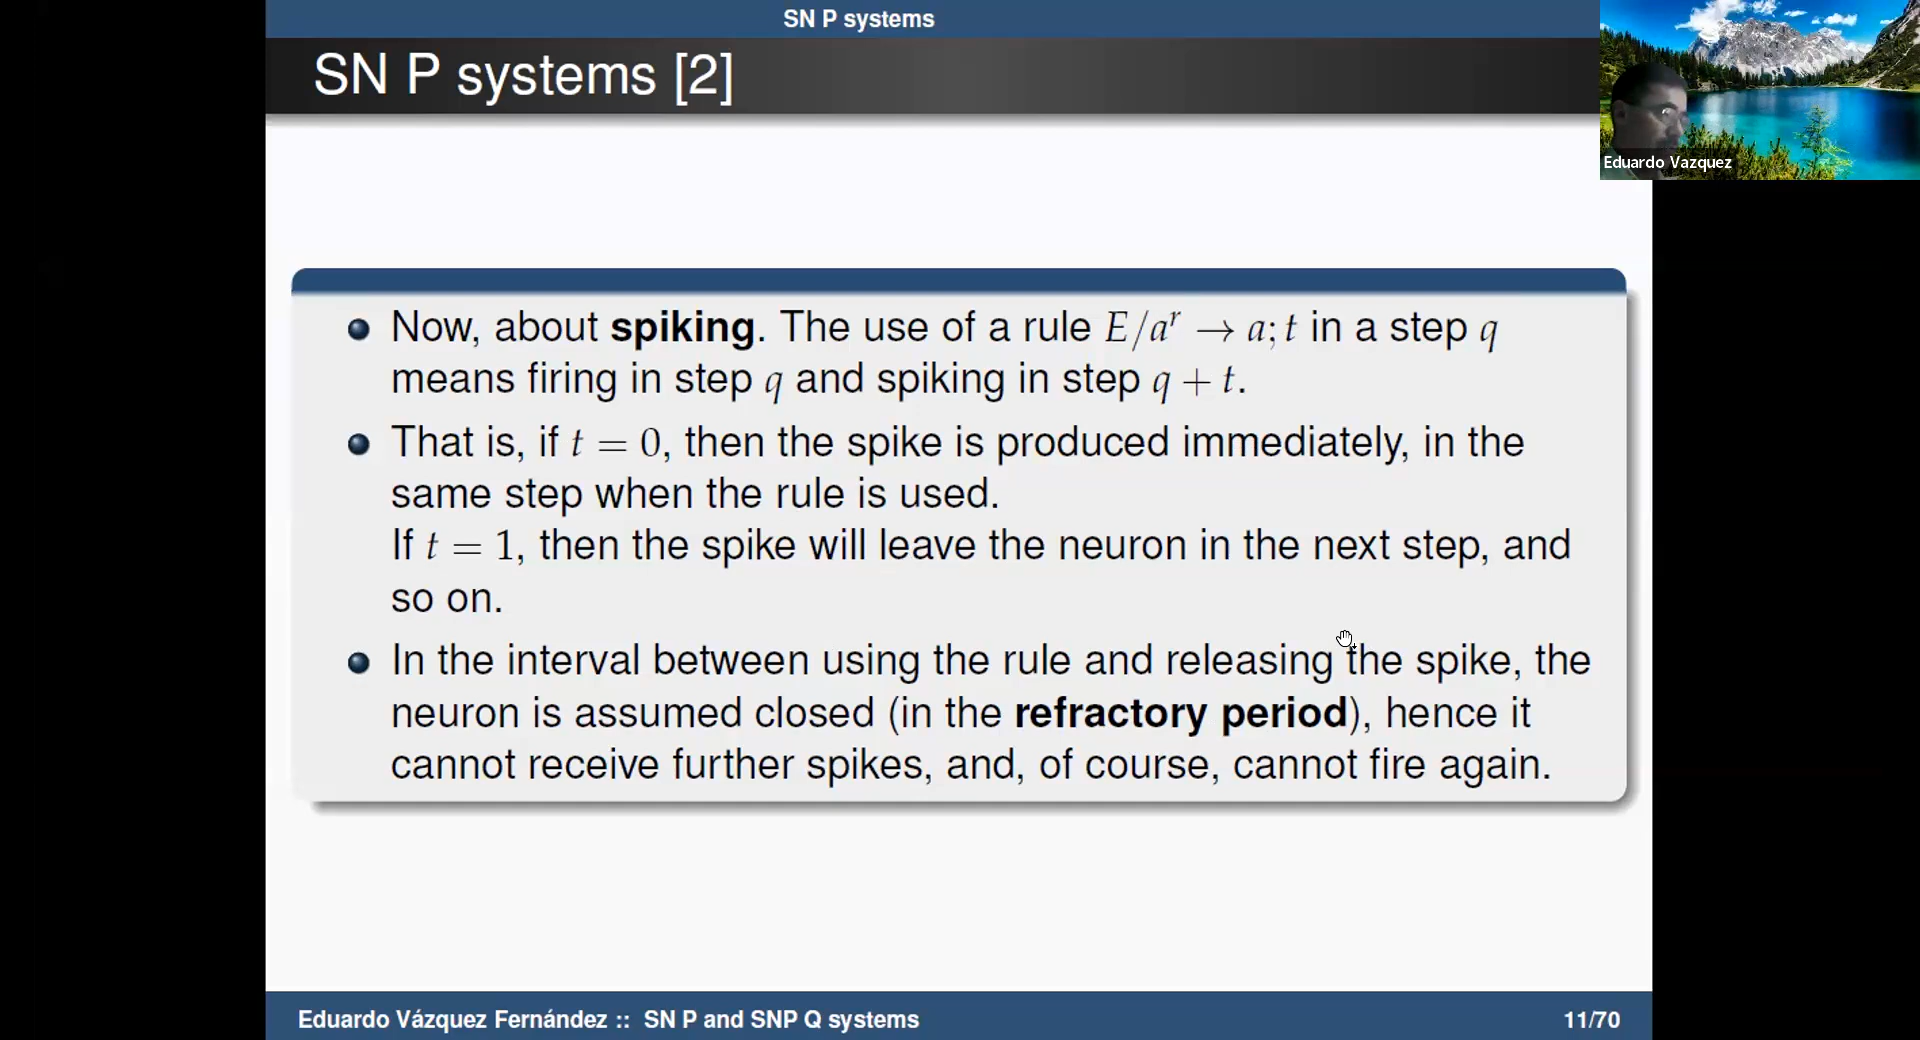 SN P systems
SN P systems [2]
Eduardo Vazquez
Now, about spiking. The use of a rule E/aʳ → a; t in a step q
means firing in step q and spiking in step q + t.
That is, if t = 0, then the spike is produced immediately, in the
same step when the rule is used.
If t = 1, then the spike will leave the neuron in the next step, and
so on.
In the interval between using the rule and releasing the spike, the
neuron is assumed closed (in the refractory period), hence it
cannot receive further spikes, and, of course, cannot fire again.
Eduardo Vázquez Fernández :: SN P and SNP Q systems
11/70